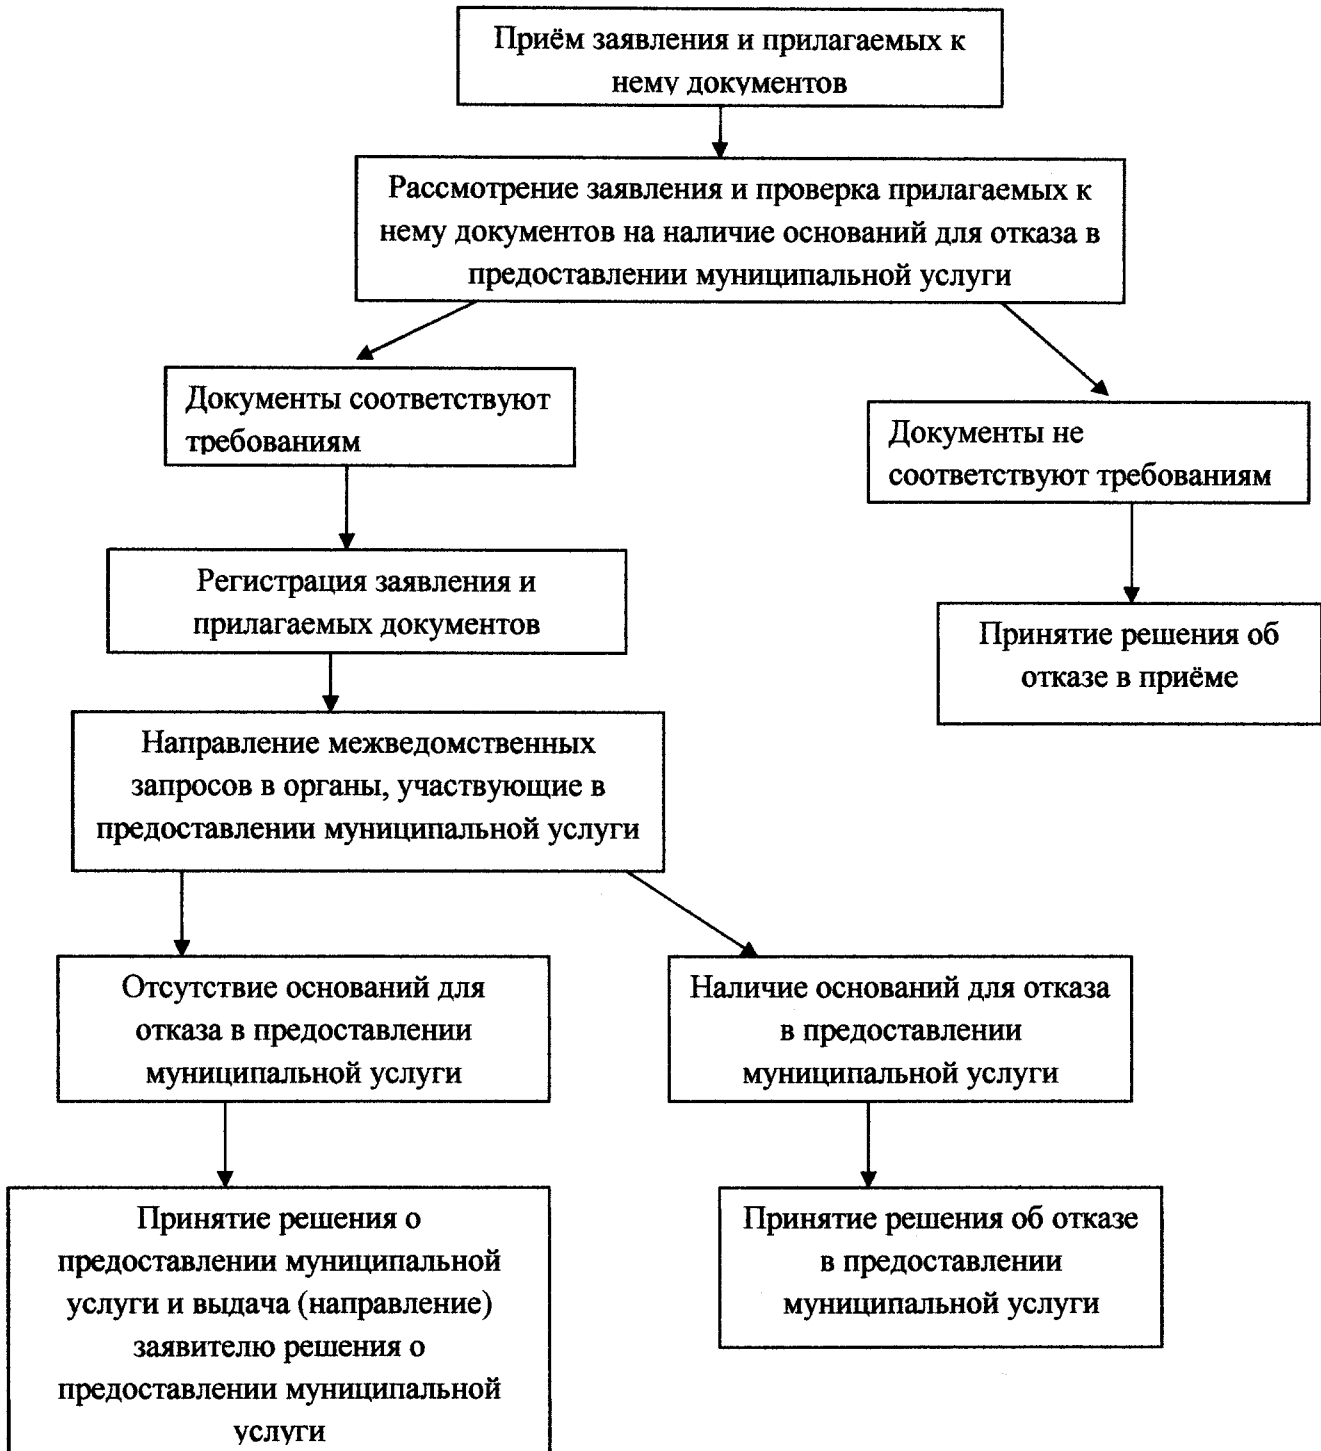 Приём заявления и прилагаемых к
нему документов
Рассмотрение заявления и проверка прилагаемых к
нему документов на наличие оснований для отказа в
предоставлении муниципальной услуги
Документы соответствуют
требованиям
Документы не
соответствуют требованиям
Регистрация заявления и
прилагаемых документов
Принятие решения об
отказе в приёме
Направление межведомственных
запросов в органы, участвующие в
предоставлении муниципальной услуги
Отсутствие оснований для
отказа в предоставлении
муниципальной услуги
Наличие оснований для отказа
в предоставлении
муниципальной услуги
Принятие решения о
предоставлении муниципальной
услуги и выдача (направление)
заявителю решения о
предоставлении муниципальной
услуги
Принятие решения об отказе
в предоставлении
муниципальной услуги